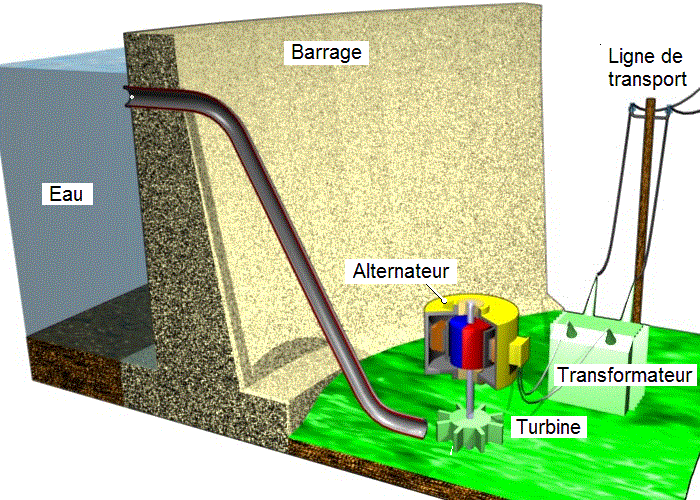 Barrage
Ligne de
transport
Eau
Alternateur
Transformateur
Turbine